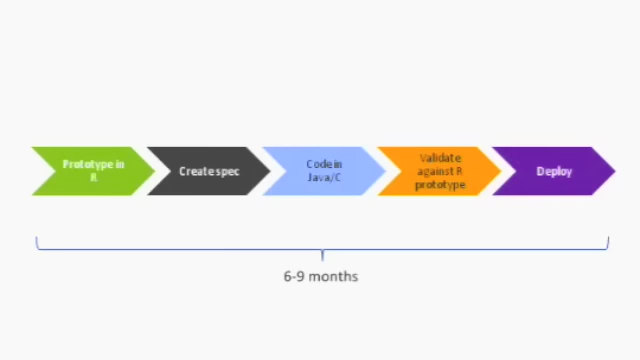 Prototype in
R
Create spec
Code in
Java/C
Validate
against R
prototype
Deploy
6-9 months